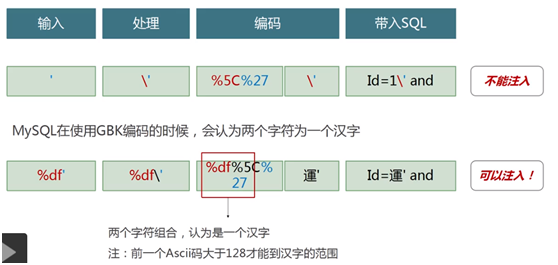 输入 处理 编码 带入SQL
' \' %5C%27 \' Id=1\' and 不能注入
MySQL在使用GBK编码的时候，会认为两个字符为一个汉字
%df' %df\' %df%5C%27 運' Id=運' and 可以注入！
两个字符组合，认为是一个汉字
注：前一个Ascii码大于128才能到汉字的范围